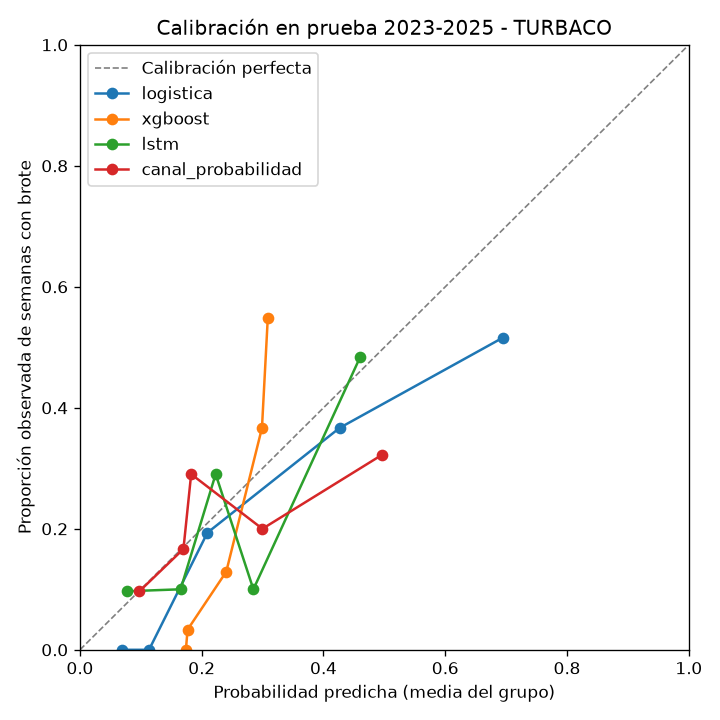 Calibración en prueba 2023-2025 - TURBACO
1.0
Calibración perfecta
logistica
xgboost
lstm
canal_probabilidad
0.8
0.6
0.4
0.2
0.0
Proporción observada de semanas con brote
0.0 0.2 0.4 0.6 0.8 1.0
Probabilidad predicha (media del grupo)